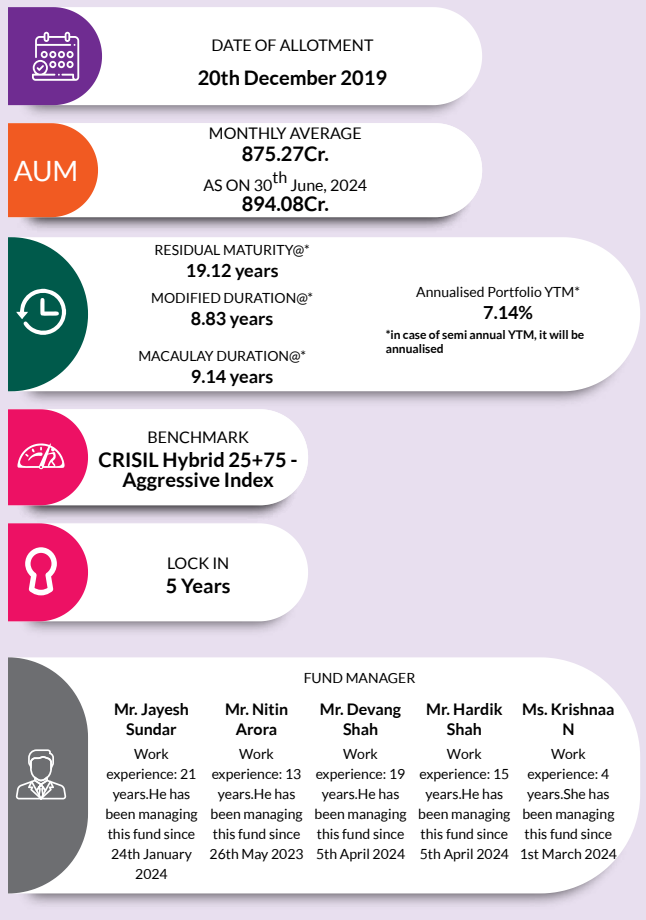 DATE OF ALLOTMENT
20th December 2019
AUM
MONTHLY AVERAGE
875.27Cr.
AS ON 30th June, 2024
894.08Cr.
RESIDUAL MATURITY@*
19.12 years
MODIFIED DURATION@*
8.83 years
MACAULAY DURATION@*
9.14 years
Annualised Portfolio YTM*
7.14%
*in case of semi annual YTM, it will be
annualised
BENCHMARK
CRISIL Hybrid 25+75 -
Aggressive Index
LOCK IN
5 Years
FUND MANAGER
Mr. Jayesh
Sundar
Work
experience: 21
years.He has
been managing
this fund since
24th January
2024
Mr. Nitin
Arora
Work
experience: 13
years.He has
been managing
this fund since
26th May 2023
Mr. Devang
Shah
Work
experience: 19
years.He has
been managing
this fund since
5th April 2024
Mr. Hardik
Shah
Work
experience: 15
years.He has
been managing
this fund since
5th April 2024
Ms. Krishnaa
N
Work
experience: 4
years.She has
been managing
this fund since
1st March 2024